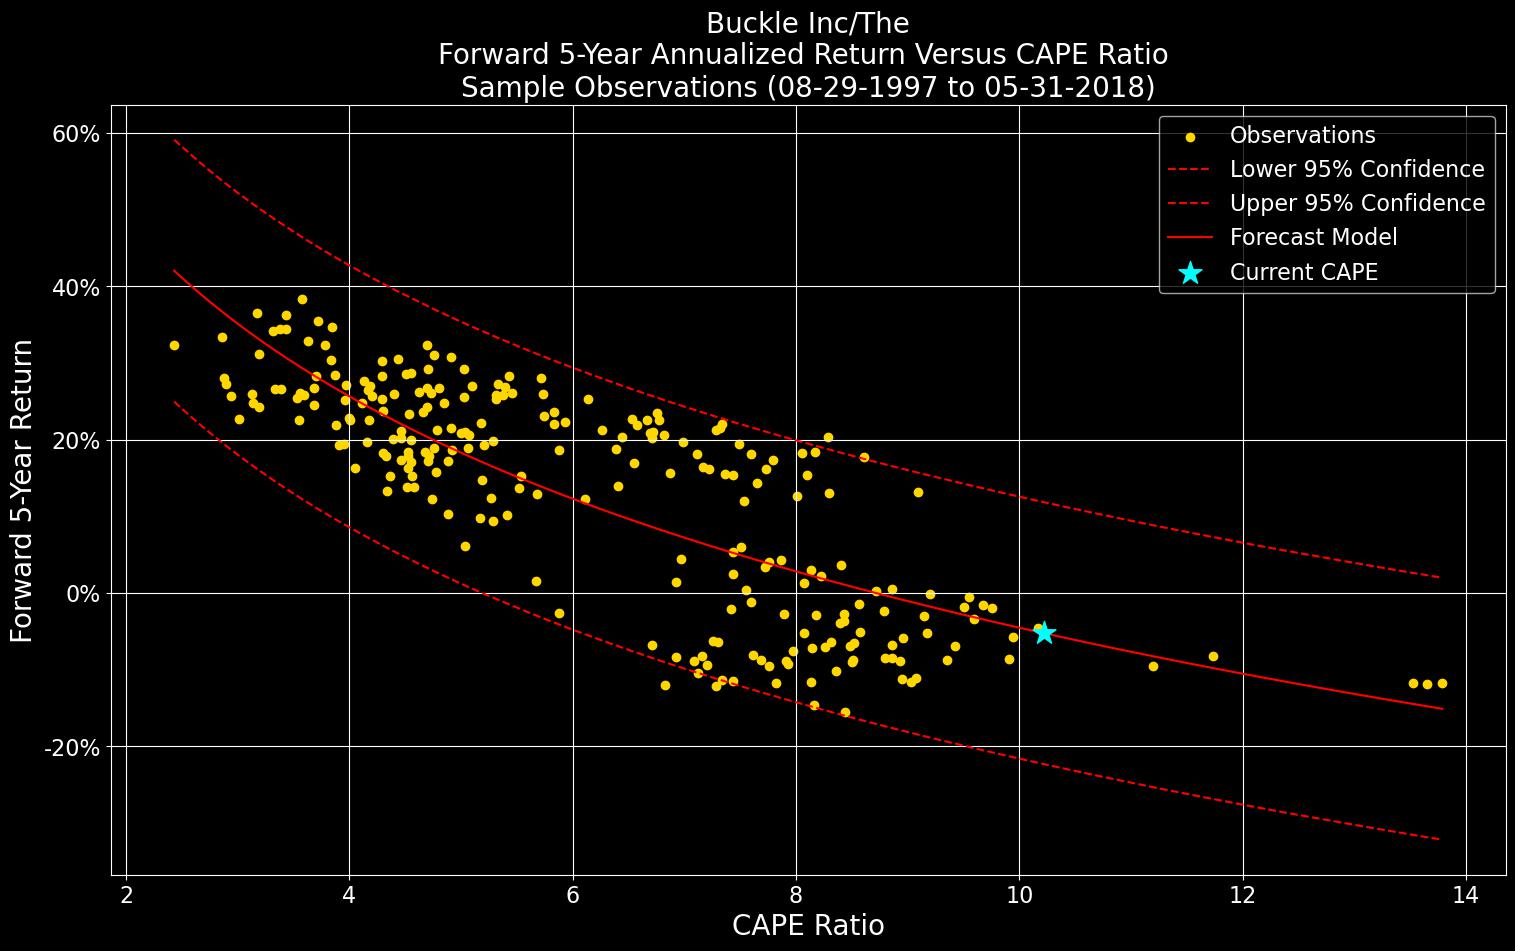 Buckle Inc/The
Forward 5-Year Annualized Return Versus CAPE Ratio
Sample Observations (08-29-1997 to 05-31-2018)
Observations
Lower 95% Confidence
Upper 95% Confidence
Forecast Model
Current CAPE
Forward 5-Year Return
60%
40%
20%
0%
-20%
2 4 6 8 10 12 14
CAPE Ratio